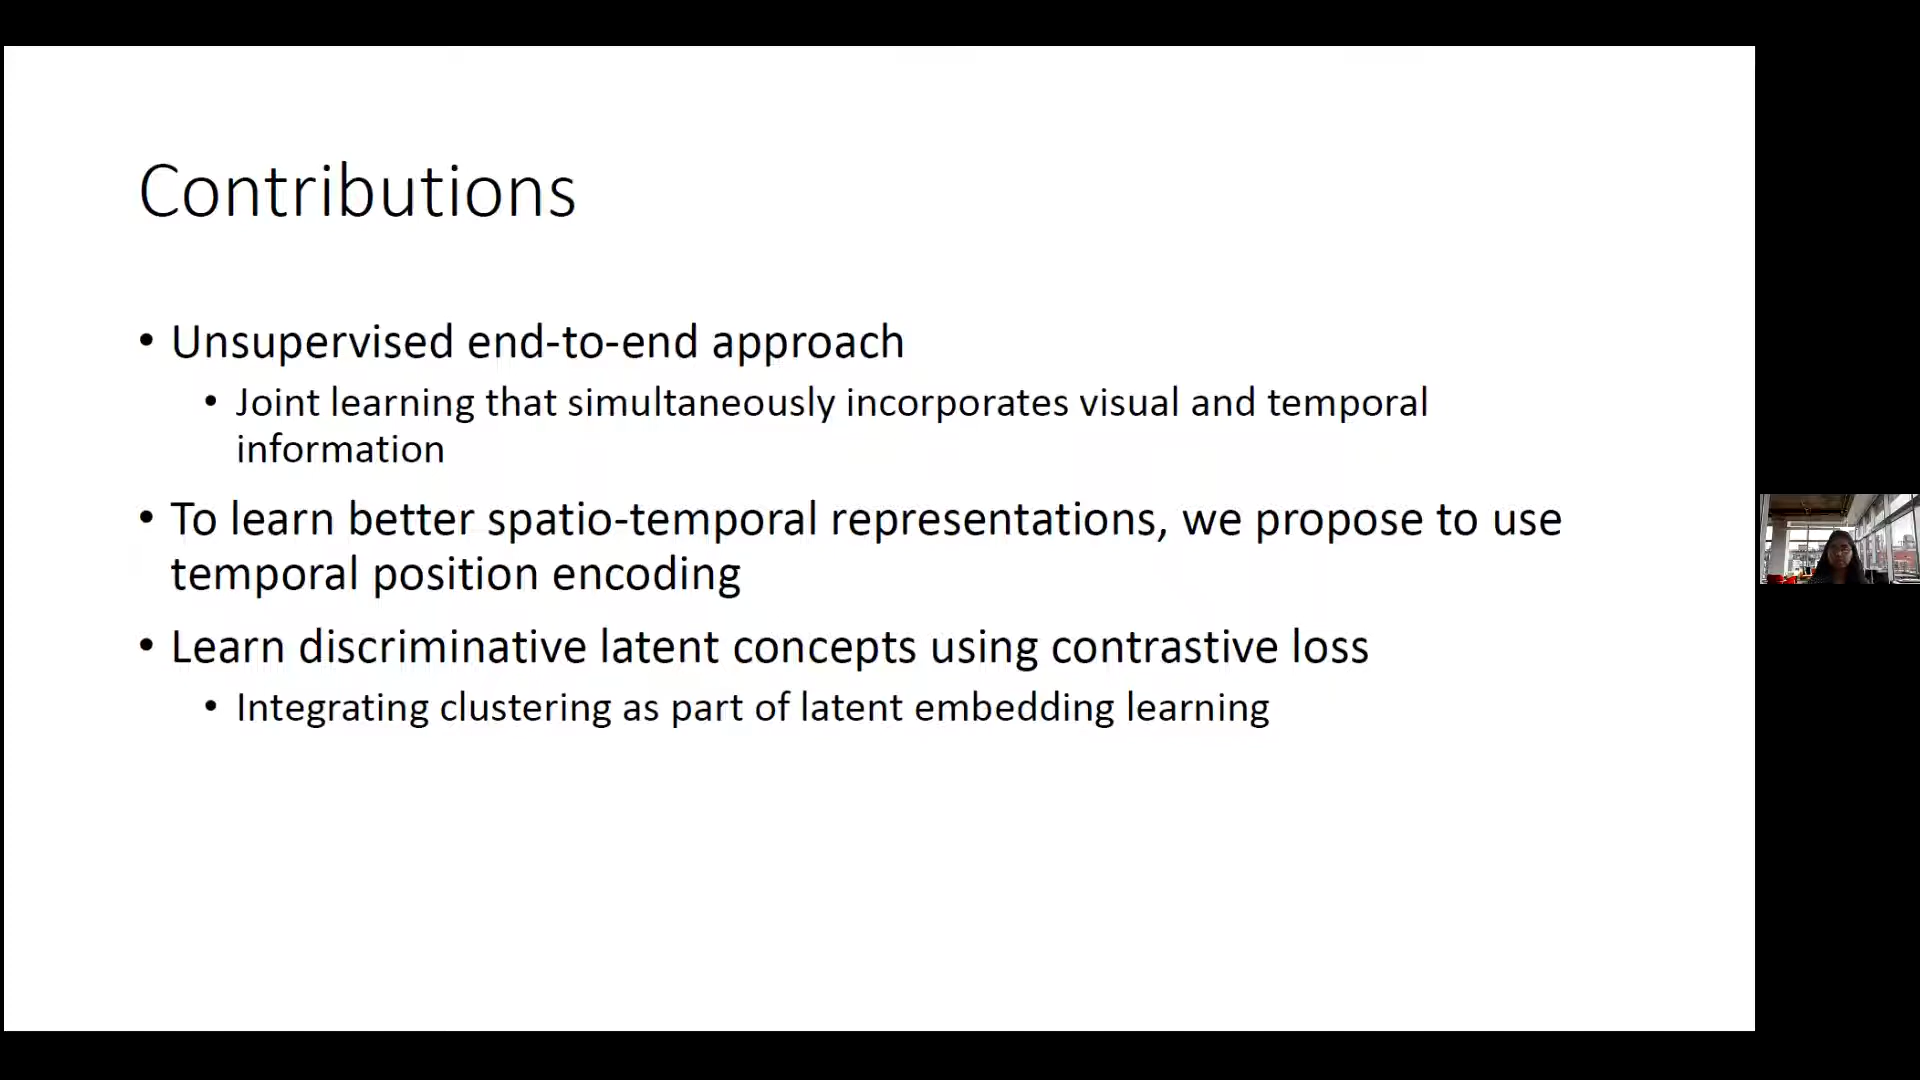 Contributions
• Unsupervised end-to-end approach
• Joint learning that simultaneously incorporates visual and temporal
information
• To learn better spatio-temporal representations, we propose to use
temporal position encoding
• Learn discriminative latent concepts using contrastive loss
• Integrating clustering as part of latent embedding learning